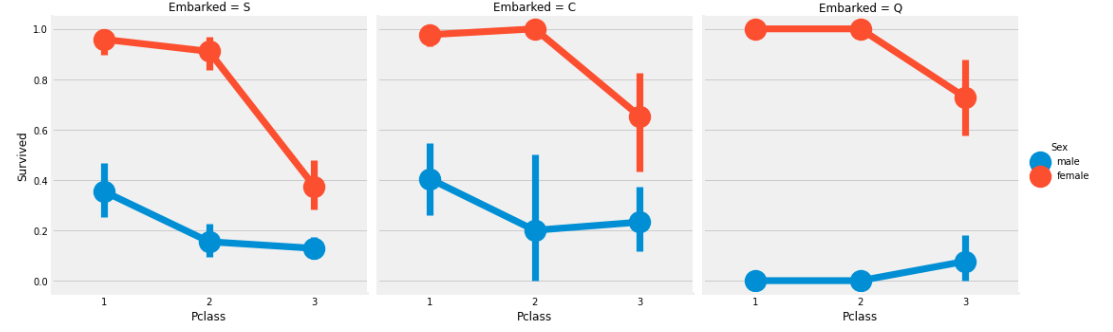 Embarked = S
Embarked = C
Embarked = Q
1.0
0.8
0.6
0.4
0.2
0.0
Survived
1 2 3
1 2 3
1 2 3
Pclass
Pclass
Pclass
Sex
male
female